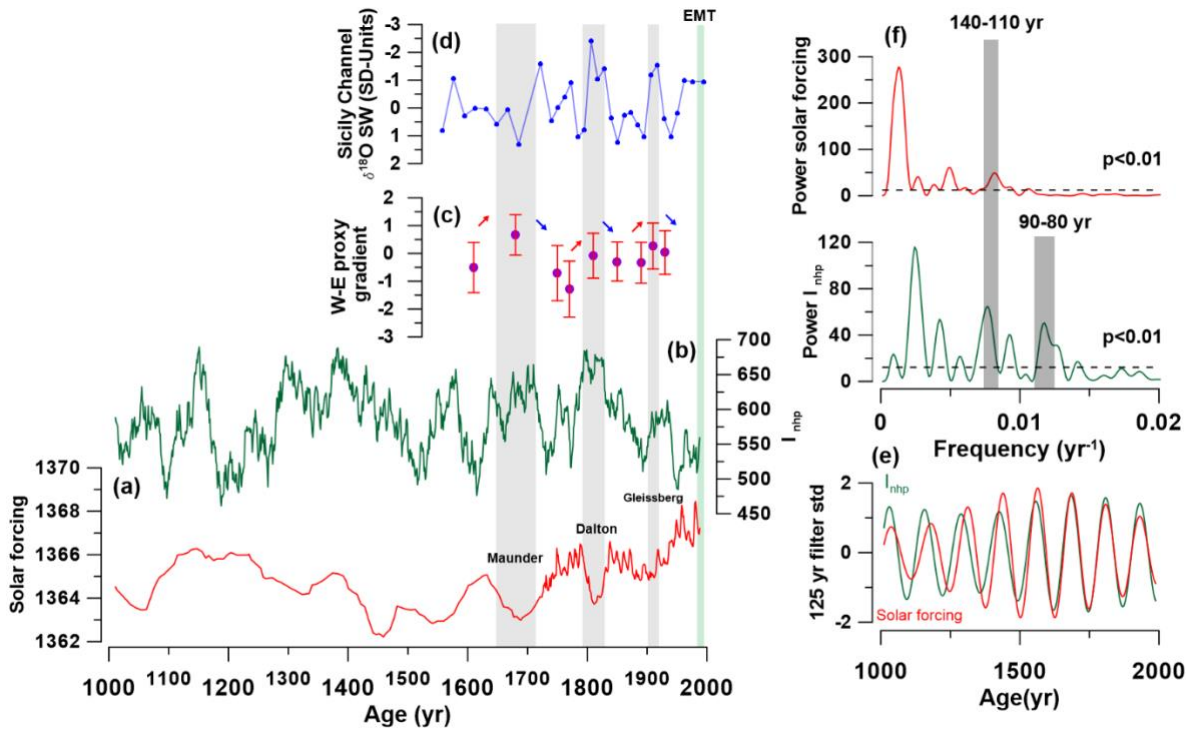 EMT
(d)
-3
-2
-1
0
1
2
Sicily Channel
δ18O SW (SD-Units)
(c)
2
1
0
-1
-2
-3
W-E proxy
gradient
(b)
700
650
600
550
500
450
Inhp
(a)
1370
1368
1366
1364
1362
Solar forcing
Maunder
Dalton
Gleissberg
1000
1100
1200
1300
1400
1500
1600
1700
1800
1900
2000
Age (yr)
(f)
140-110 yr
300
200
100
0
Power solar forcing
p<0.01
90-80 yr
120
80
40
0
Power Inhp
p<0.01
0
0.01
0.02
Frequency (yr-1)
(e)
Inhp
2
0
-2
125 yr filter std
Solar forcing
1000
1500
2000
Age(yr)